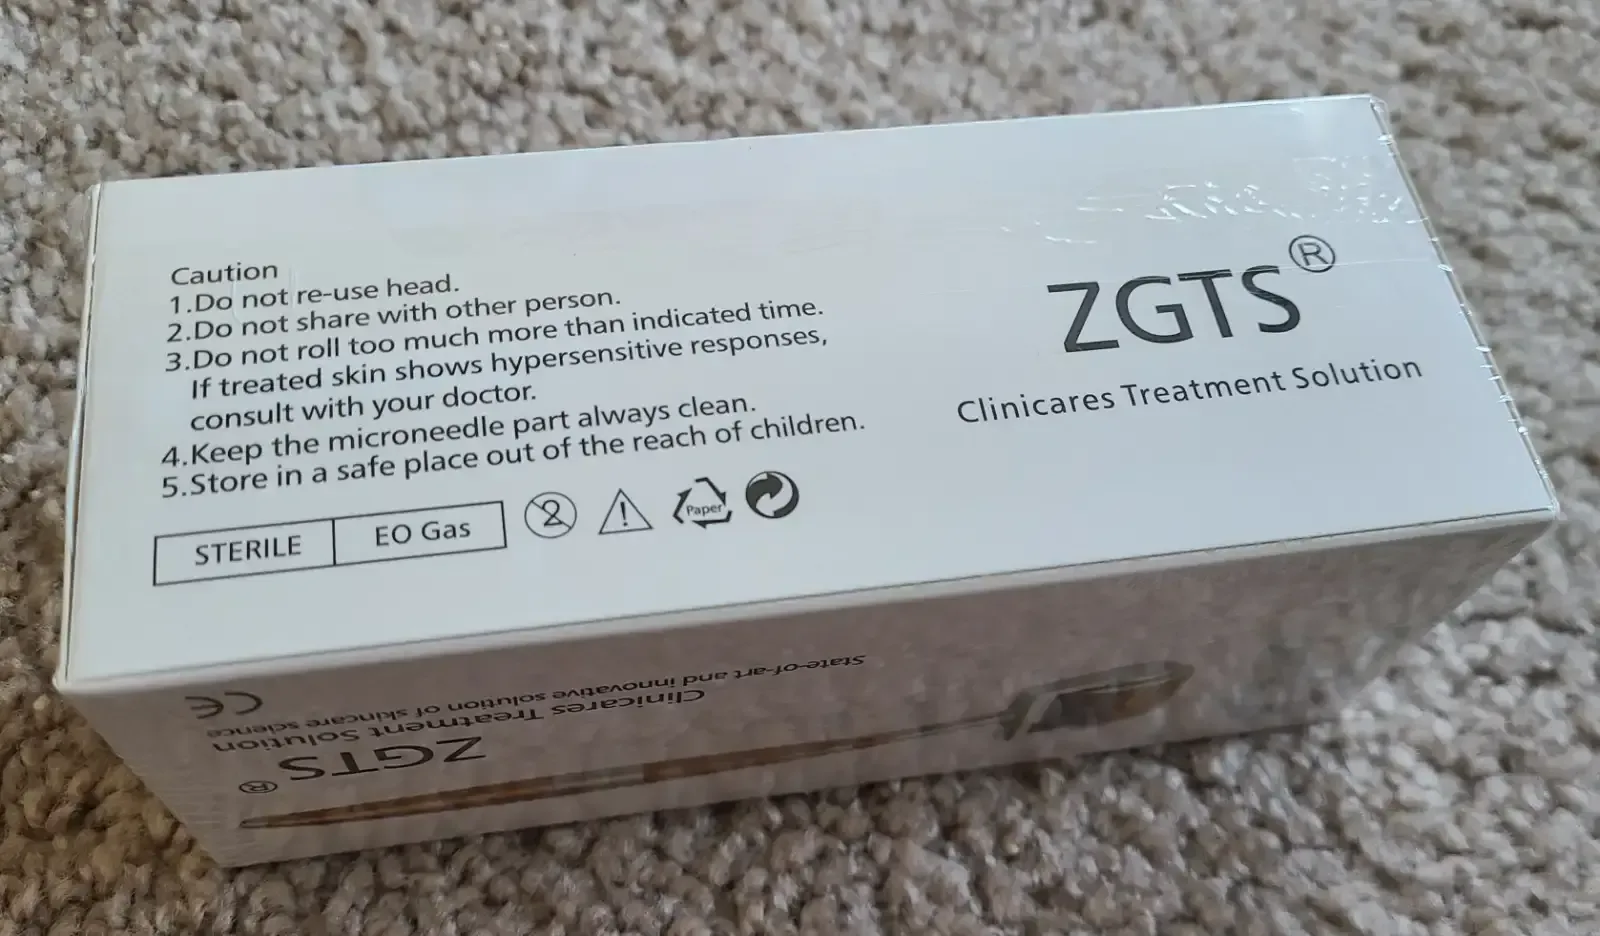 Caution
1.Do not re-use head.
2.Do not share with other person.
3.Do not roll too much more than indicated time.
If treated skin shows hypersensitive responses,
consult with your doctor.
4.Keep the microneedle part always clean.
5.Store in a safe place out of the reach of children.
STERILE EO Gas
2
!
Paper
ZGTS®
Clinicares Treatment Solution
ZGTS®
Clinicares Treatment Solution
State-of-art and innovative solution of skincare science
CE